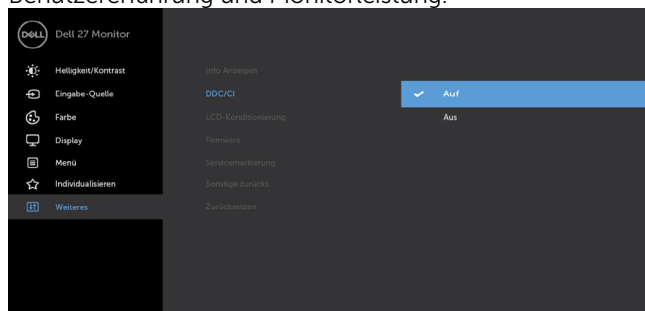 Benutzererfahrung und Monitorleistung.
DELL Dell 27 Monitor
Helligkeit/Kontrast
Info Anzeigen
Eingabe-Quelle
DDC/CI
Auf
Farbe
LCD-Konditionierung
Aus
Display
Firmware
Menü
Servicemarkierung
Individualisieren
Sonstige zurücks.
Weiteres
Zurücksetzen